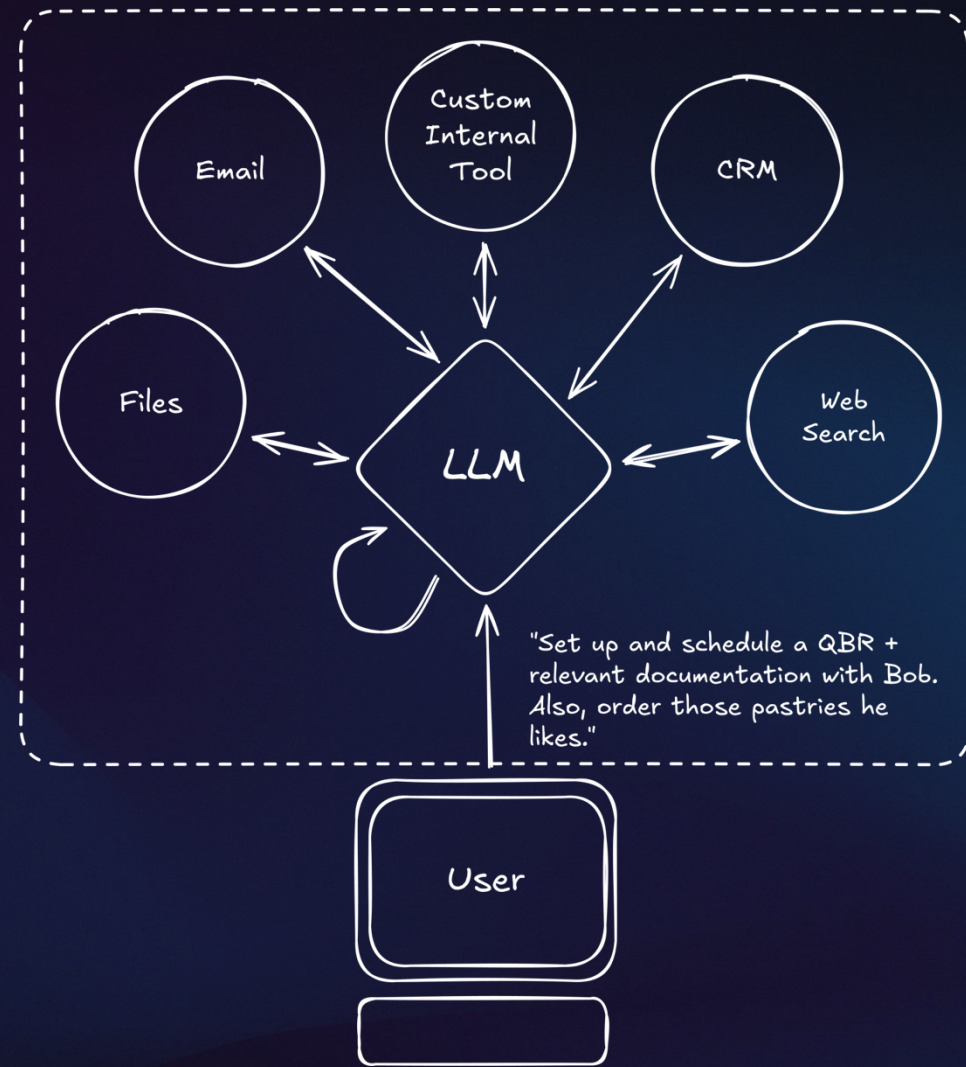 Custom
Internal
Tool
Email
CRM
Files
Web
Search
LLM
"Set up and schedule a QBR +
relevant documentation with Bob.
Also, order those pastries he
likes."
User